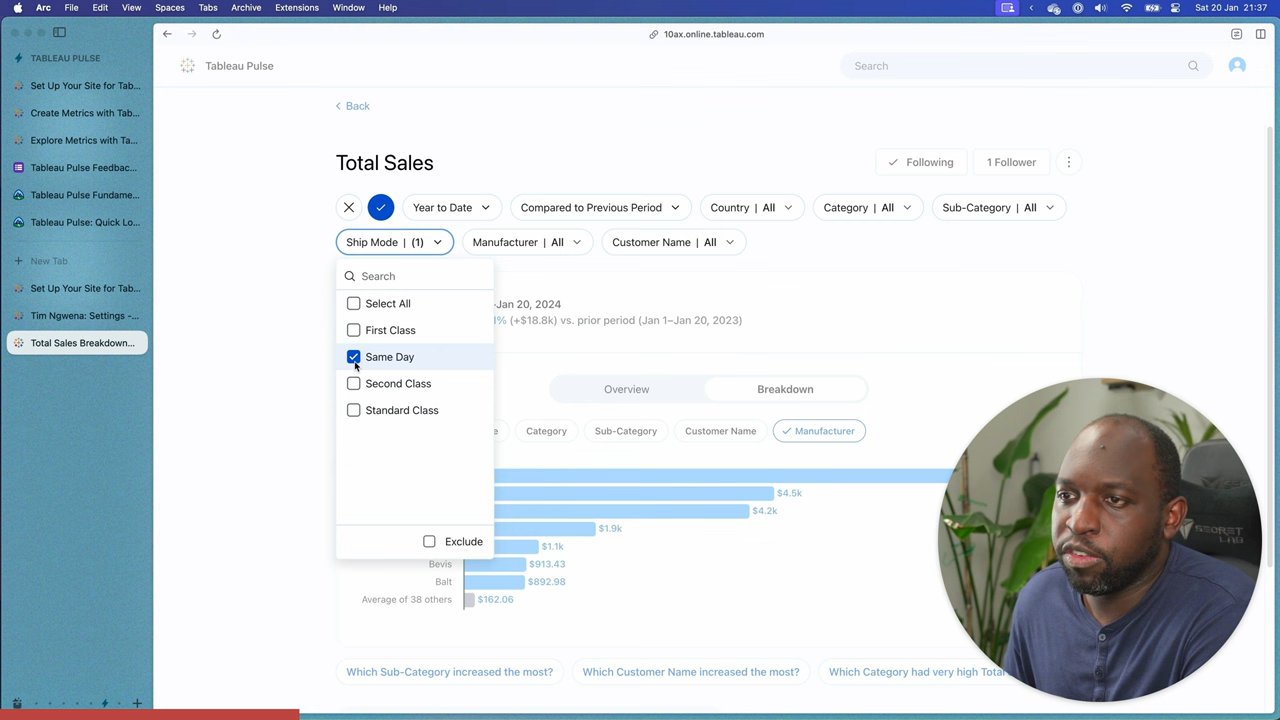 Arc File Edit View Spaces Tabs Archive Extensions Window Help Sat 20 Jan 21:37
TABLEAU PULSE
Set Up Your Site for Tab...
Create Metrics with Tab...
Explore Metrics with Ta...
Tableau Pulse Feedbac...
Tableau Pulse Fundame...
Tableau Pulse: Quick Lo...
New Tab
Set Up Your Site for Tab...
Tim Ngwena: Settings -...
Total Sales Breakdown...
10ax.online.tableau.com
Tableau Pulse Search
Back
Total Sales Following 1 Follower
Year to Date Compared to Previous Period Country | All Category | All Sub-Category | All
Ship Mode | (1) Manufacturer | All Customer Name | All
Search
Select All
First Class
Same Day
Second Class
Standard Class
Exclude
–Jan 20, 2024
1% (+$18.8k) vs. prior period (Jan 1–Jan 20, 2023)
Overview Breakdown
Category Sub-Category Customer Name Manufacturer
$4.5k
$4.2k
$1.9k
$1.1k
Bevis $913.43
Balt $892.98
Average of 38 others $162.06
Which Sub-Category increased the most? Which Customer Name increased the most? Which Category had very high Total
SECRET
LAB